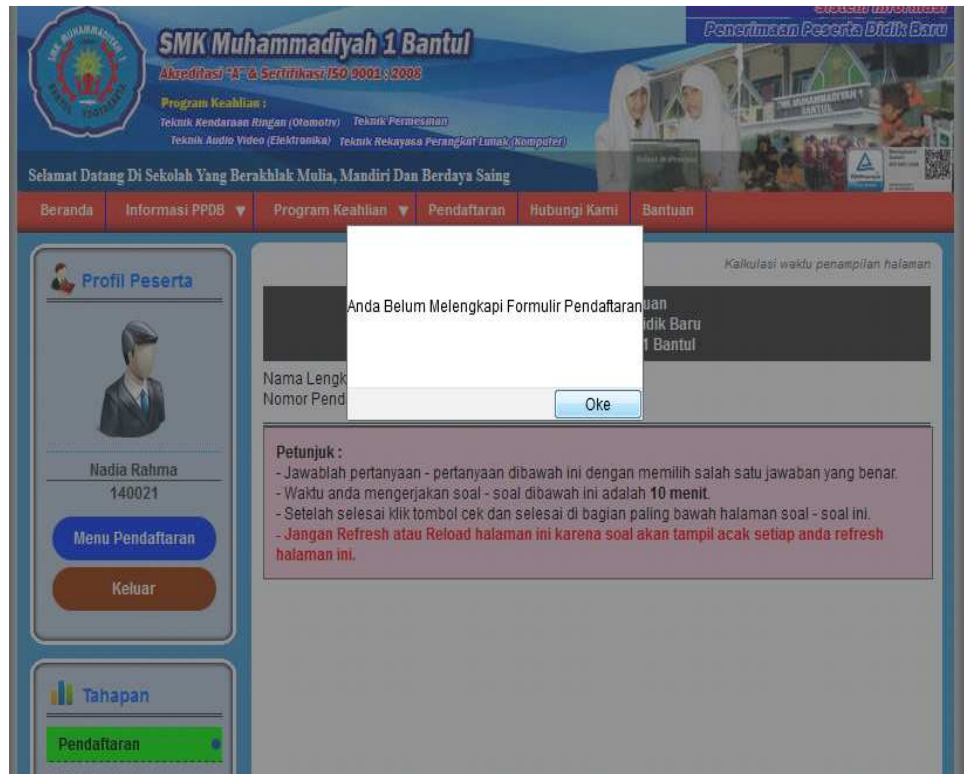 Sistem Informasi
Penerimaan Peserta Didik Baru
SMK Muhammadiyah 1 Bantul
Akreditasi "A" & Sertifikasi ISO 9001 : 2008
Program Keahlian :
Teknik Kendaraan Ringan (Otomotiv) Teknik Permesinan
Teknik Audio Video (Elektronika) Teknik Rekayasa Perangkat Lunak (Komputer)
Selamat Datang Di Sekolah Yang Berakhlak Mulia, Mandiri Dan Berdaya Saing
Beranda Informasi PPDB ▼ Program Keahlian ▼ Pendaftaran Hubungi Kami Bantuan
Profil Peserta
Nadia Rahma
140021
Menu Pendaftaran
Keluar
Tahapan
Pendaftaran
Kalkulasi waktu penampilan halaman
uan
idik Baru
1 Bantul
Anda Belum Melengkapi Formulir Pendaftaran
Oke
Nama Lengk
Nomor Pend
Petunjuk :
- Jawablah pertanyaan - pertanyaan dibawah ini dengan memilih salah satu jawaban yang benar.
- Waktu anda mengerjakan soal - soal dibawah ini adalah 10 menit.
- Setelah selesai klik tombol cek dan selesai di bagian paling bawah halaman soal - soal ini.
- Jangan Refresh atau Reload halaman ini karena soal akan tampil acak setiap anda refresh
halaman ini.